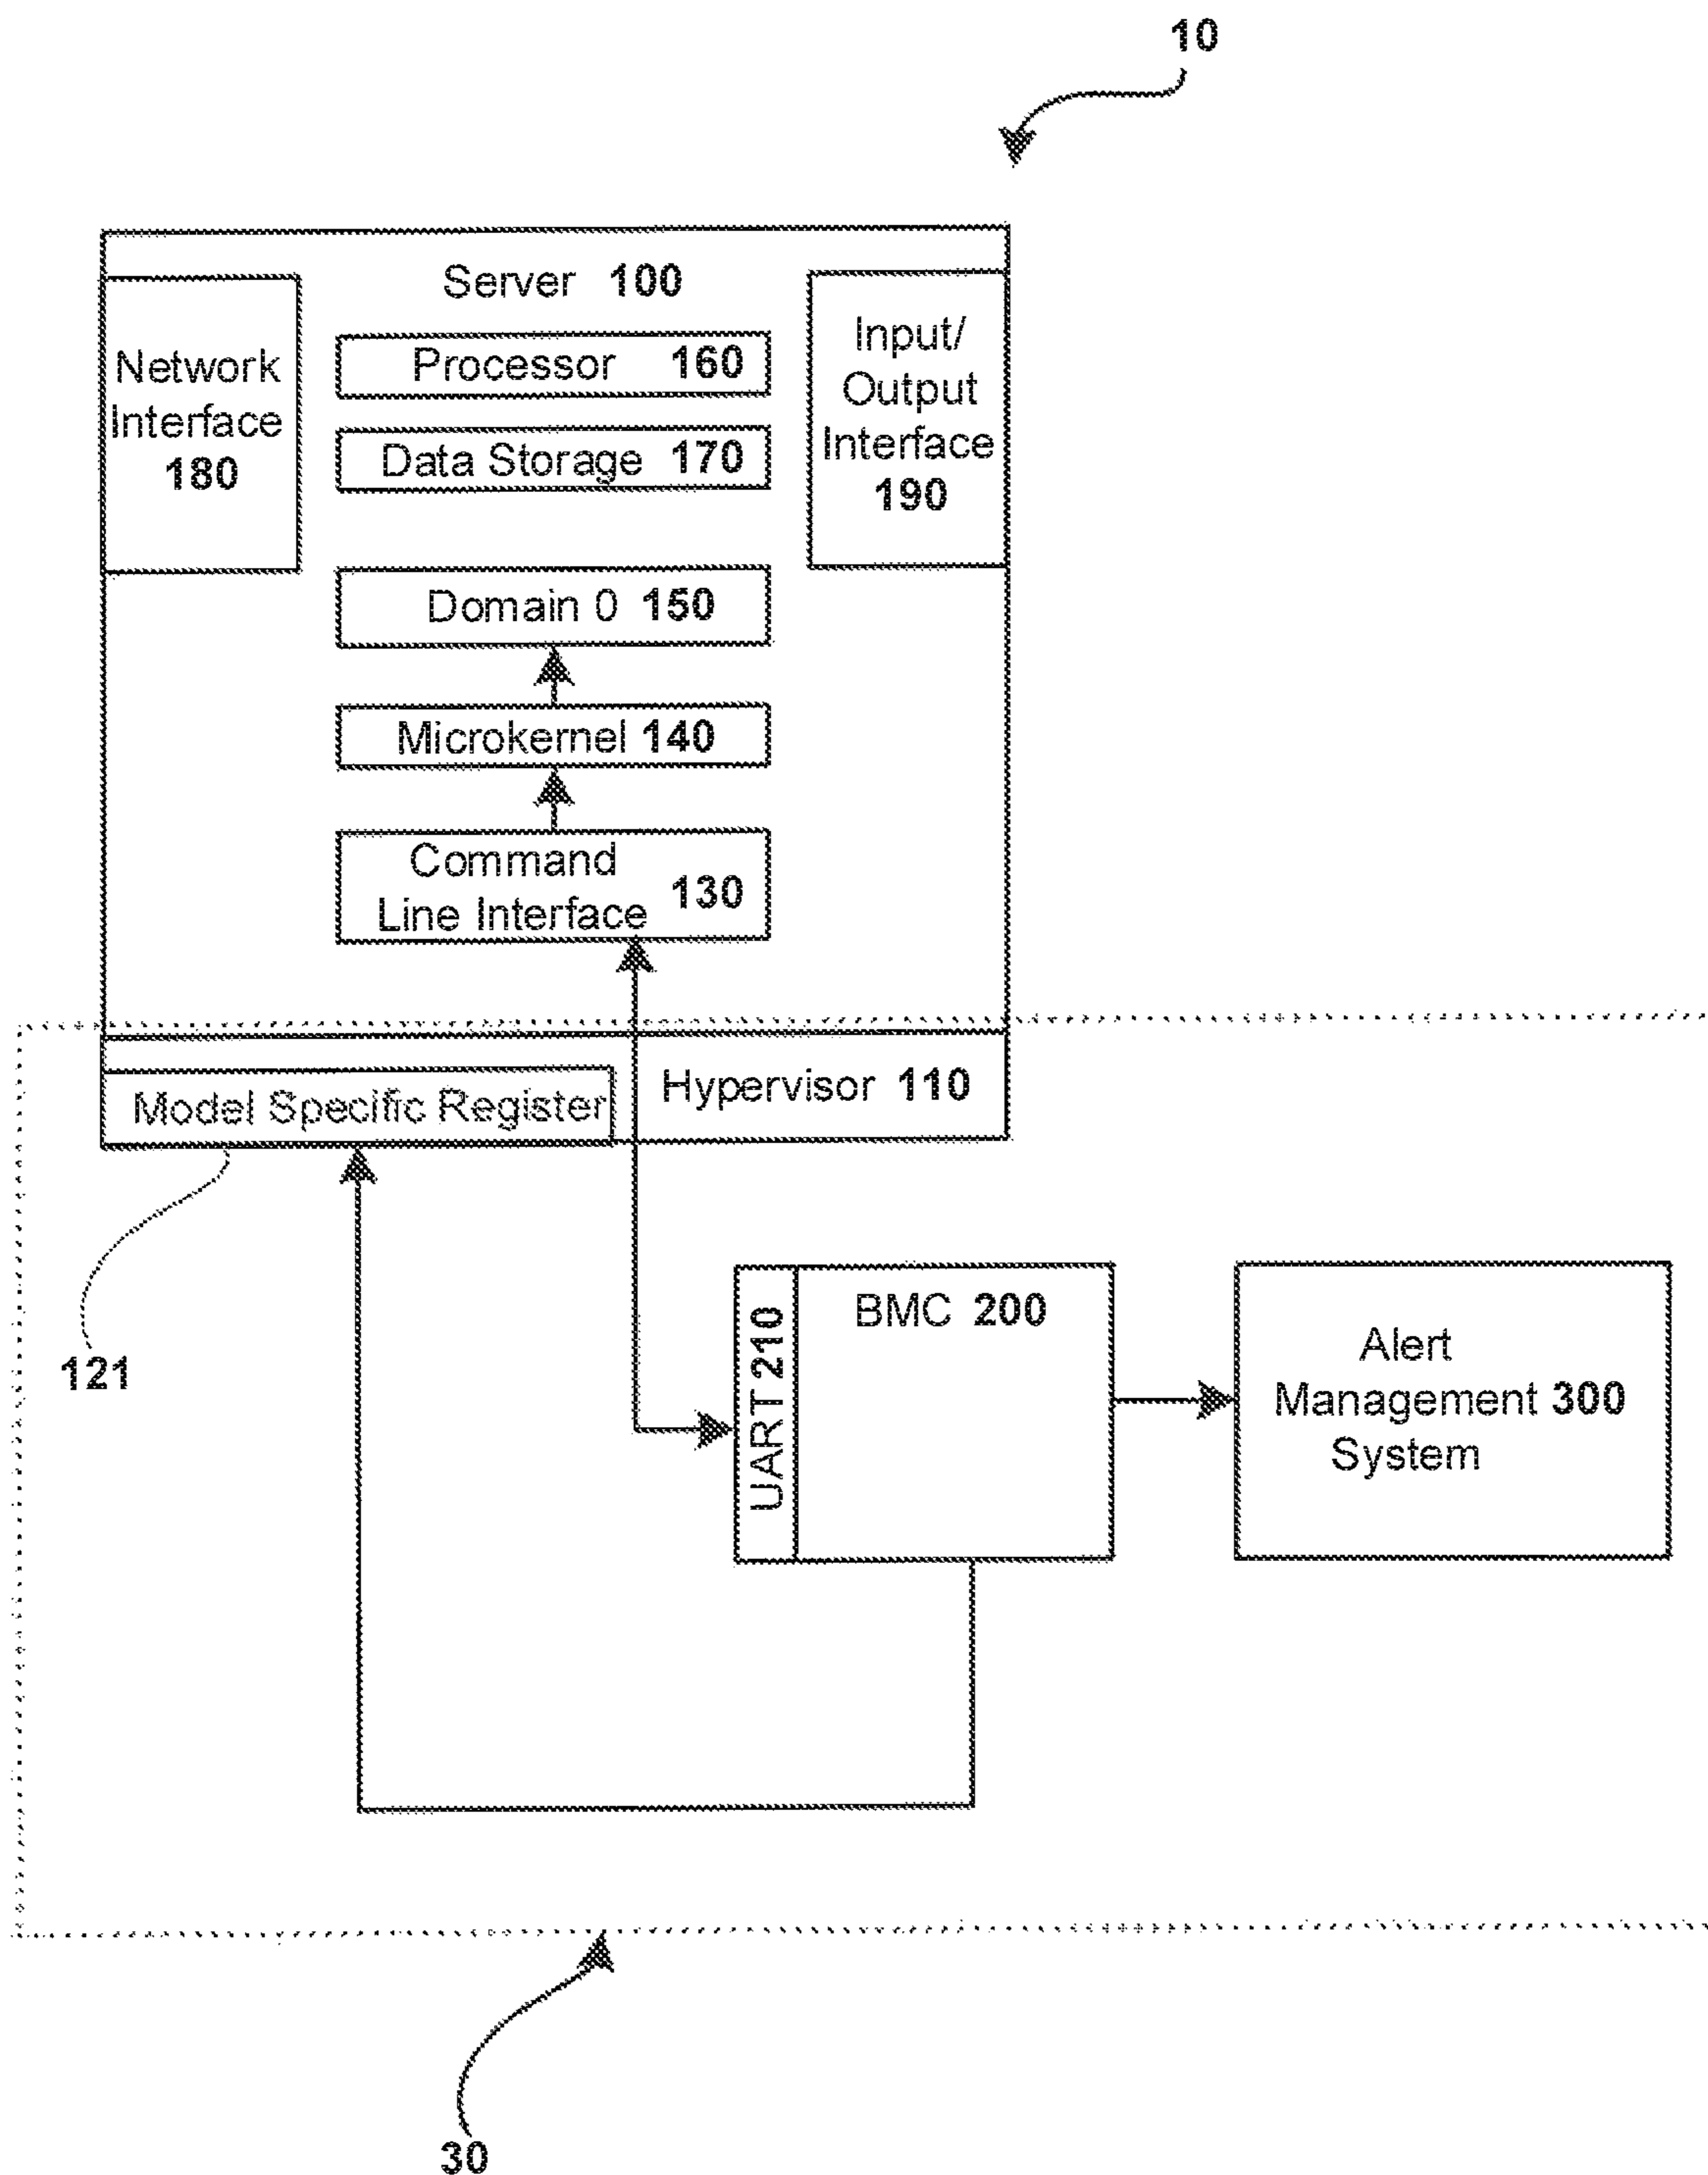 10
Server 100
Network
Interface
180
Processor 160
Data Storage 170
Input/
Output
Interface
190
Domain 0 150
Microkernel 140
Command
Line Interface 130
Model Specific Register
Hypervisor 110
121
UART 210
BMC 200
Alert
Management 300
System
30